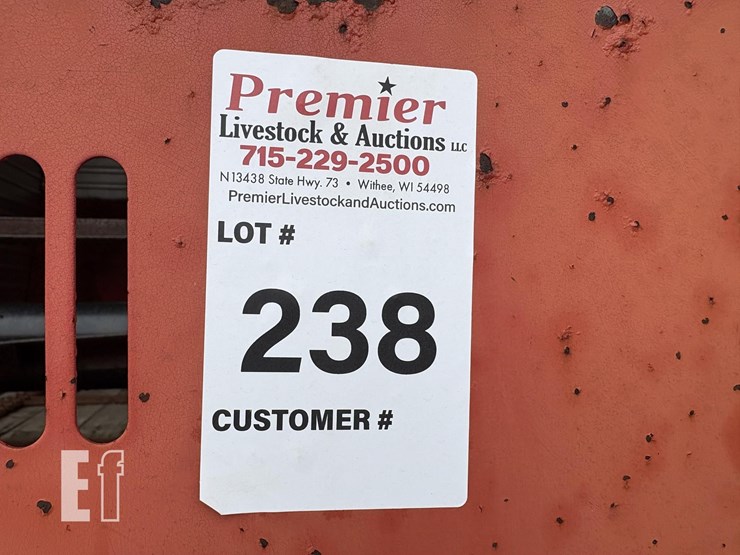 Premier
Livestock & Auctions LLC
715-229-2500
N13438 State Hwy. 73 • Withee, WI 54498
PremierLivestockandAuctions.com
LOT #
238
CUSTOMER #
Ef